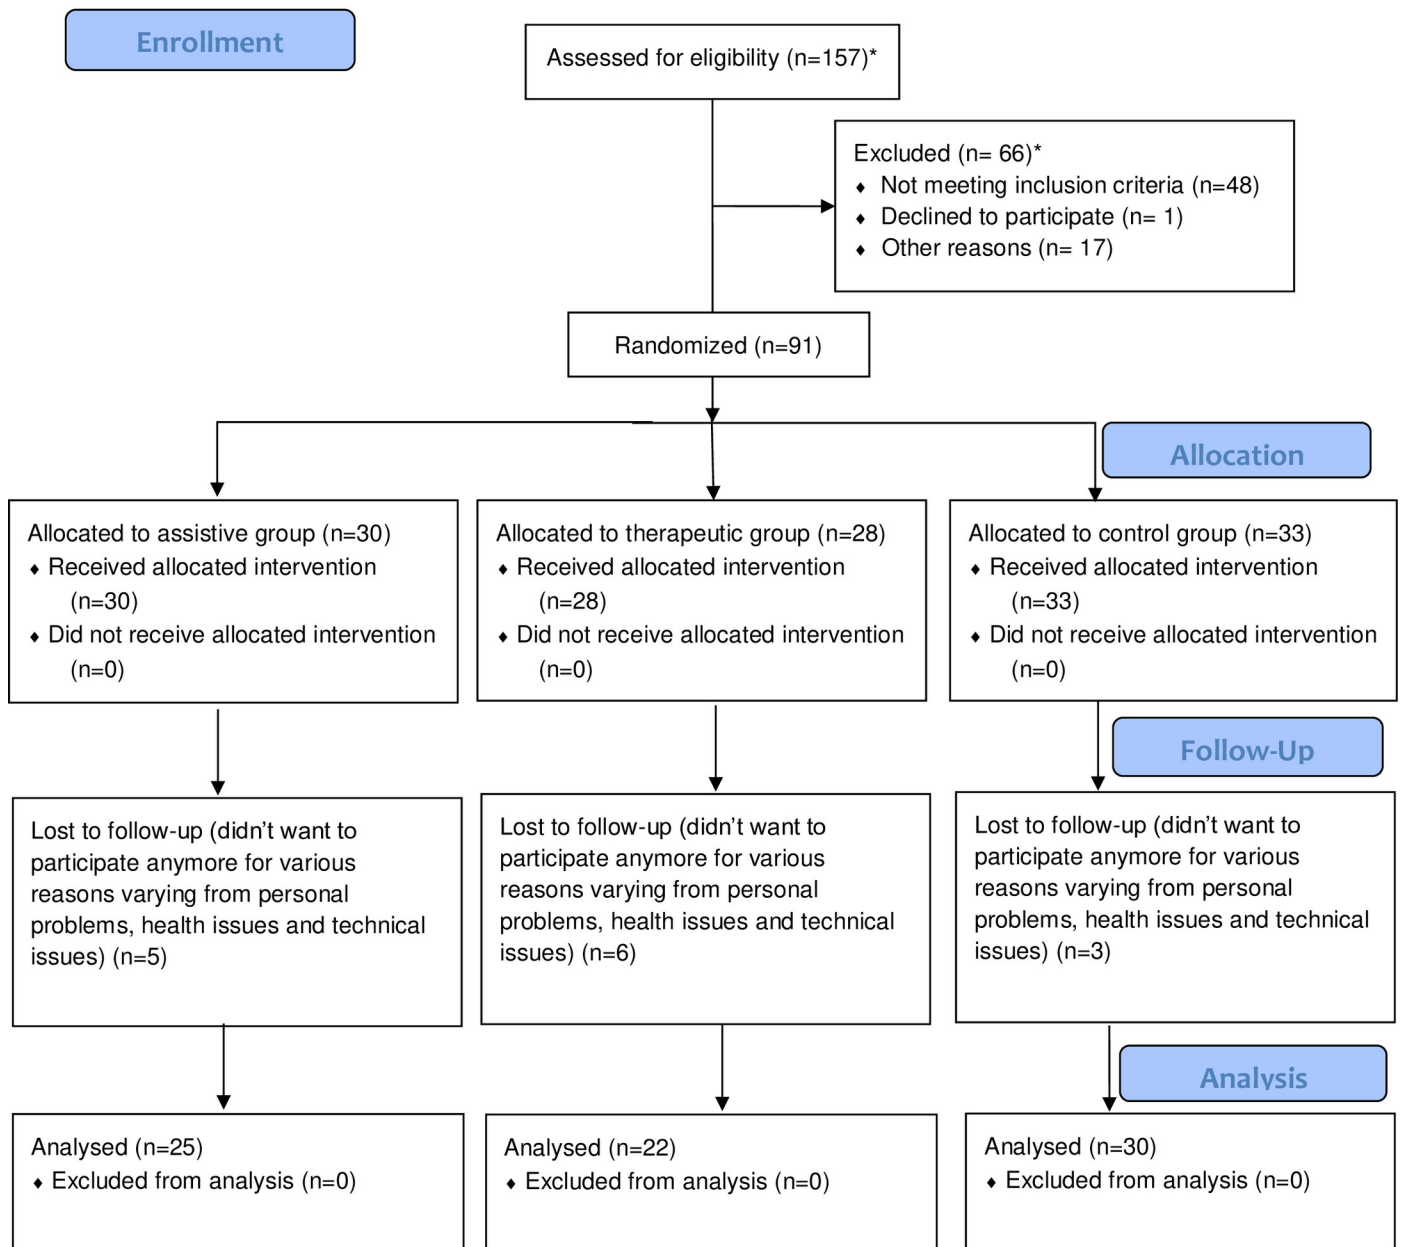 Enrollment
Assessed for eligibility (n=157)*
Excluded (n= 66)*
♦ Not meeting inclusion criteria (n=48)
♦ Declined to participate (n= 1)
♦ Other reasons (n= 17)
Randomized (n=91)
Allocation
Allocated to assistive group (n=30)
♦ Received allocated intervention
(n=30)
♦ Did not receive allocated intervention
(n=0)
Allocated to therapeutic group (n=28)
♦ Received allocated intervention
(n=28)
♦ Did not receive allocated intervention
(n=0)
Allocated to control group (n=33)
♦ Received allocated intervention
(n=33)
♦ Did not receive allocated intervention
(n=0)
Follow-Up
Lost to follow-up (didn’t want to
participate anymore for various
reasons varying from personal
problems, health issues and technical
issues) (n=5)
Lost to follow-up (didn’t want to
participate anymore for various
reasons varying from personal
problems, health issues and technical
issues) (n=6)
Lost to follow-up (didn’t want to
participate anymore for various
reasons varying from personal
problems, health issues and technical
issues) (n=3)
Analysis
Analysed (n=25)
♦ Excluded from analysis (n=0)
Analysed (n=22)
♦ Excluded from analysis (n=0)
Analysed (n=30)
♦ Excluded from analysis (n=0)